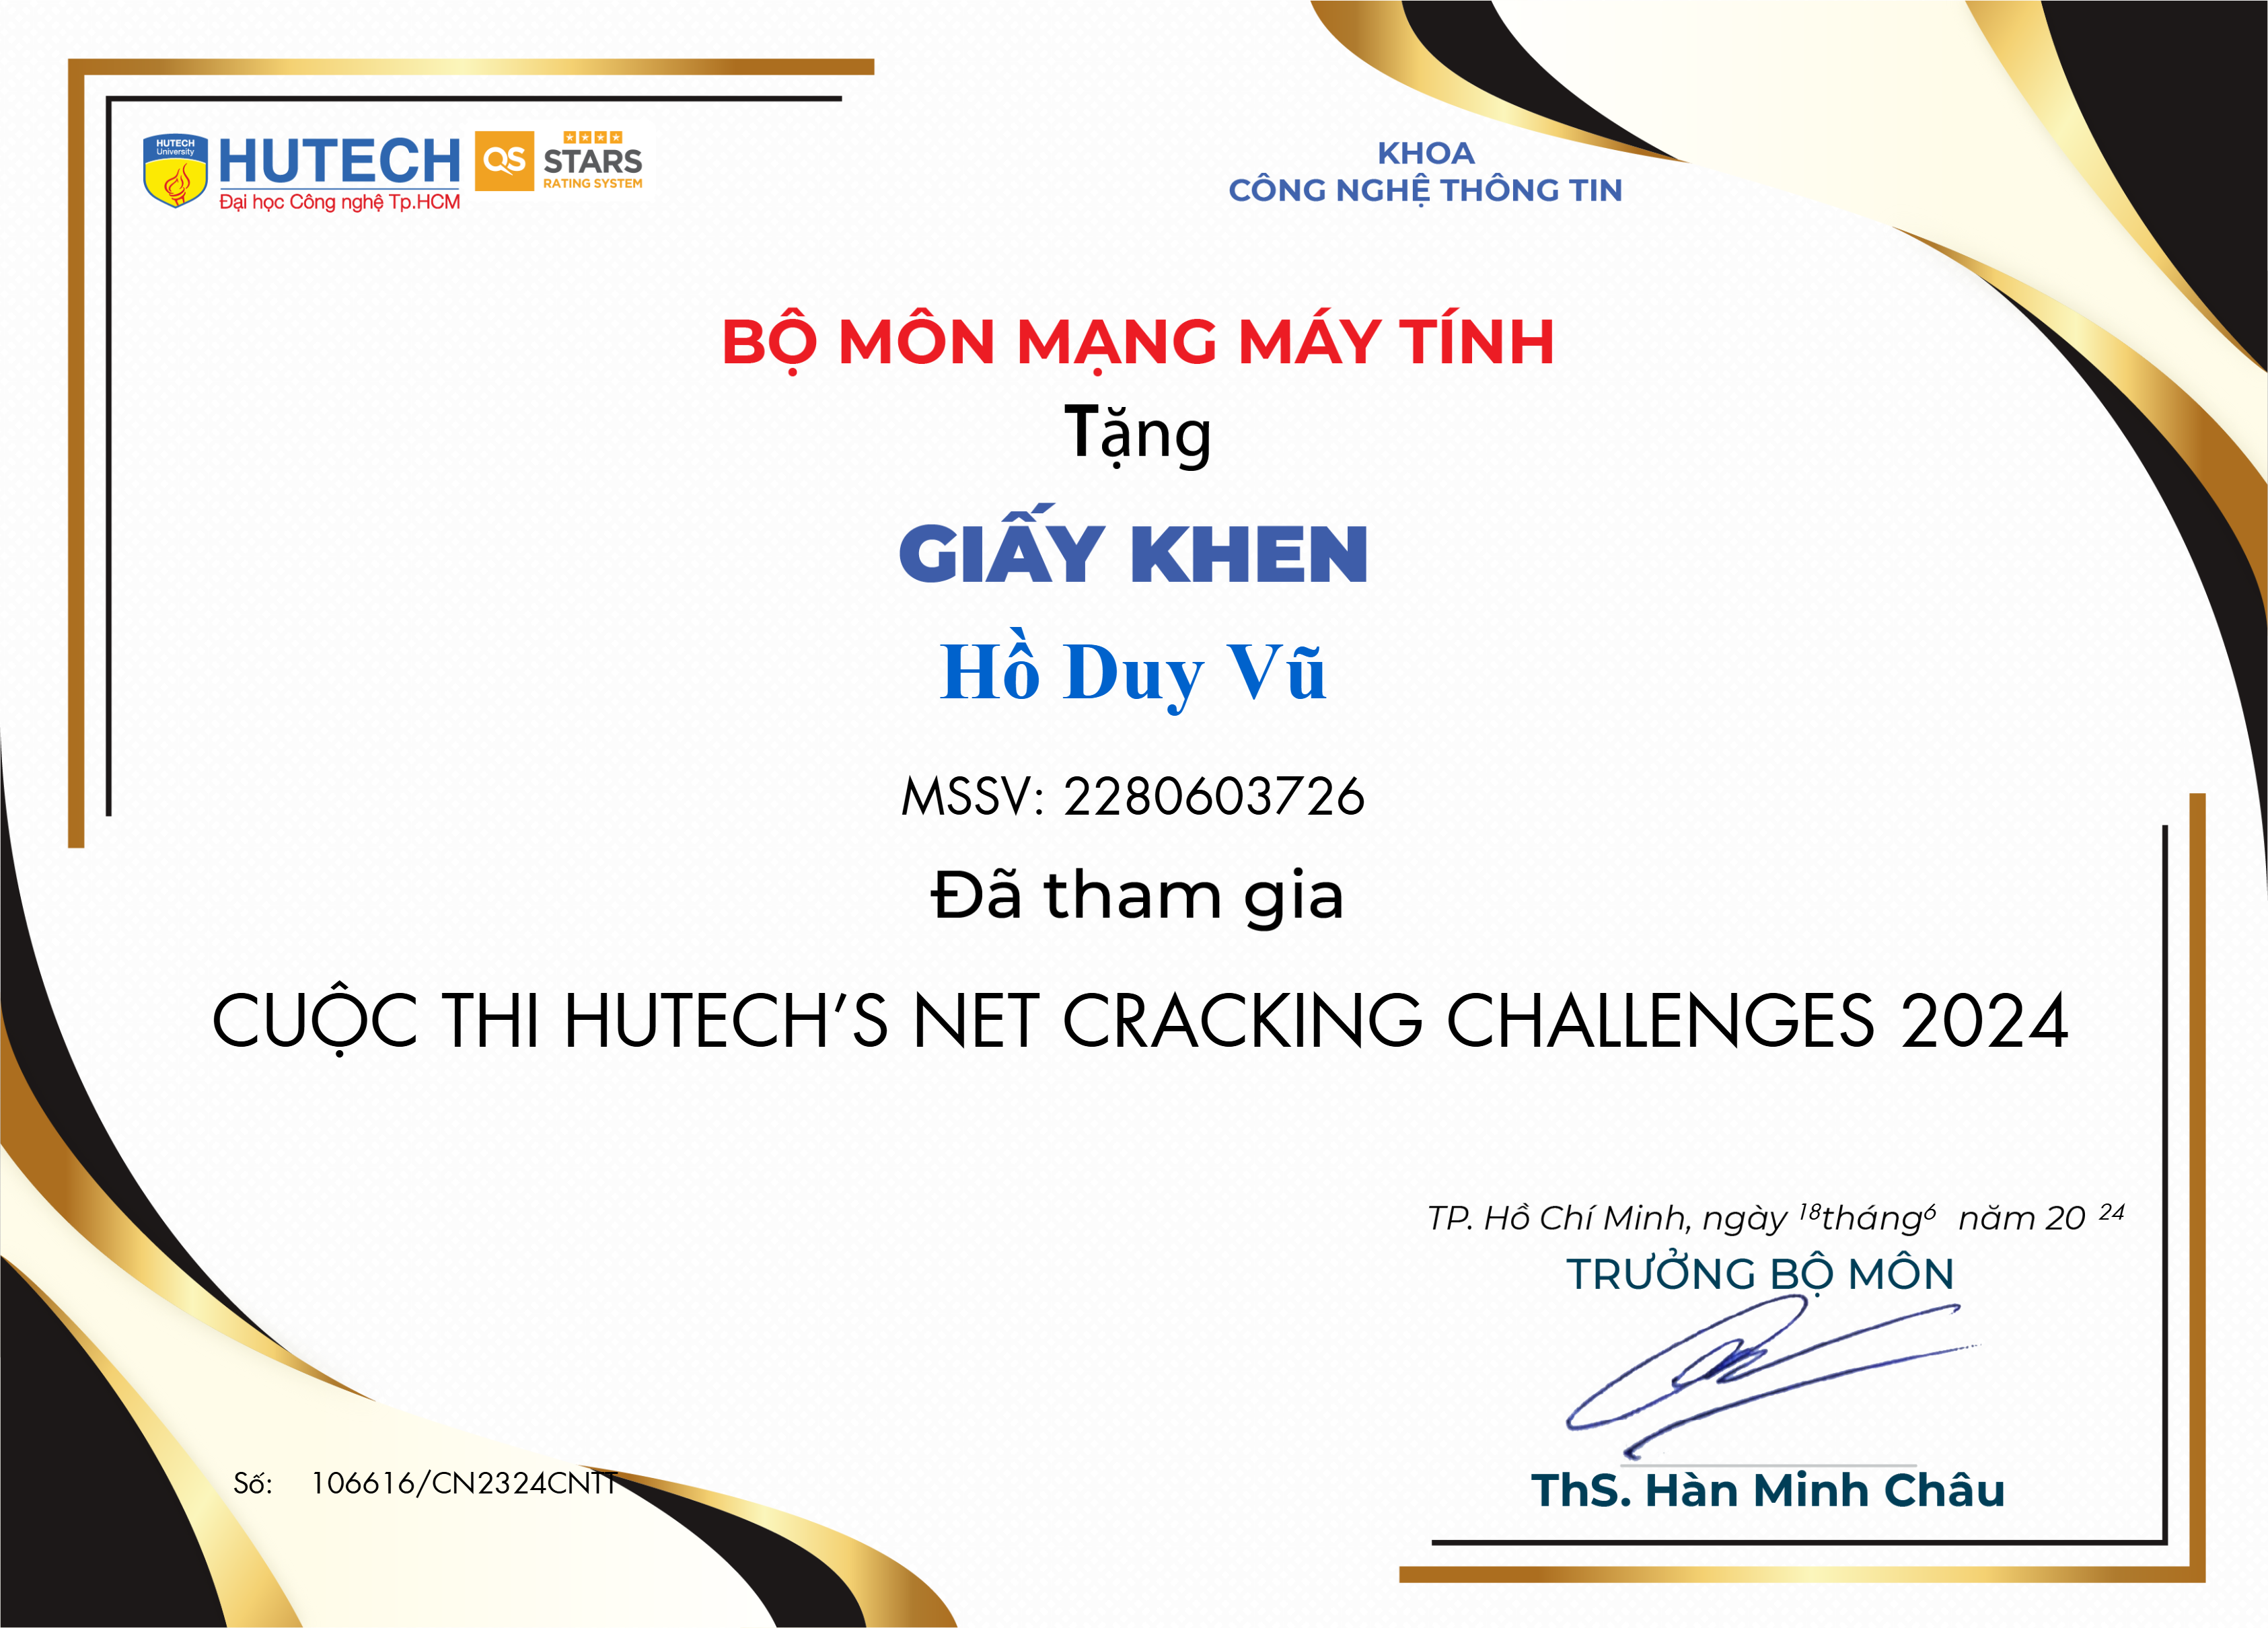 HUTECH
University
HUTECH
Đại học Công nghệ Tp.HCM
QS
STARS
RATING SYSTEM
KHOA
CÔNG NGHỆ THÔNG TIN
BỘ MÔN MẠNG MÁY TÍNH
Tặng
GIẤY KHEN
Hồ Duy Vũ
MSSV: 2280603726
Đã tham gia
CUỘC THI HUTECH’S NET CRACKING CHALLENGES 2024
TP. Hồ Chí Minh, ngày 18tháng6 năm 20 24
TRƯỞNG BỘ MÔN
ThS. Hàn Minh Châu
Số: 106616/CN2324CNTT